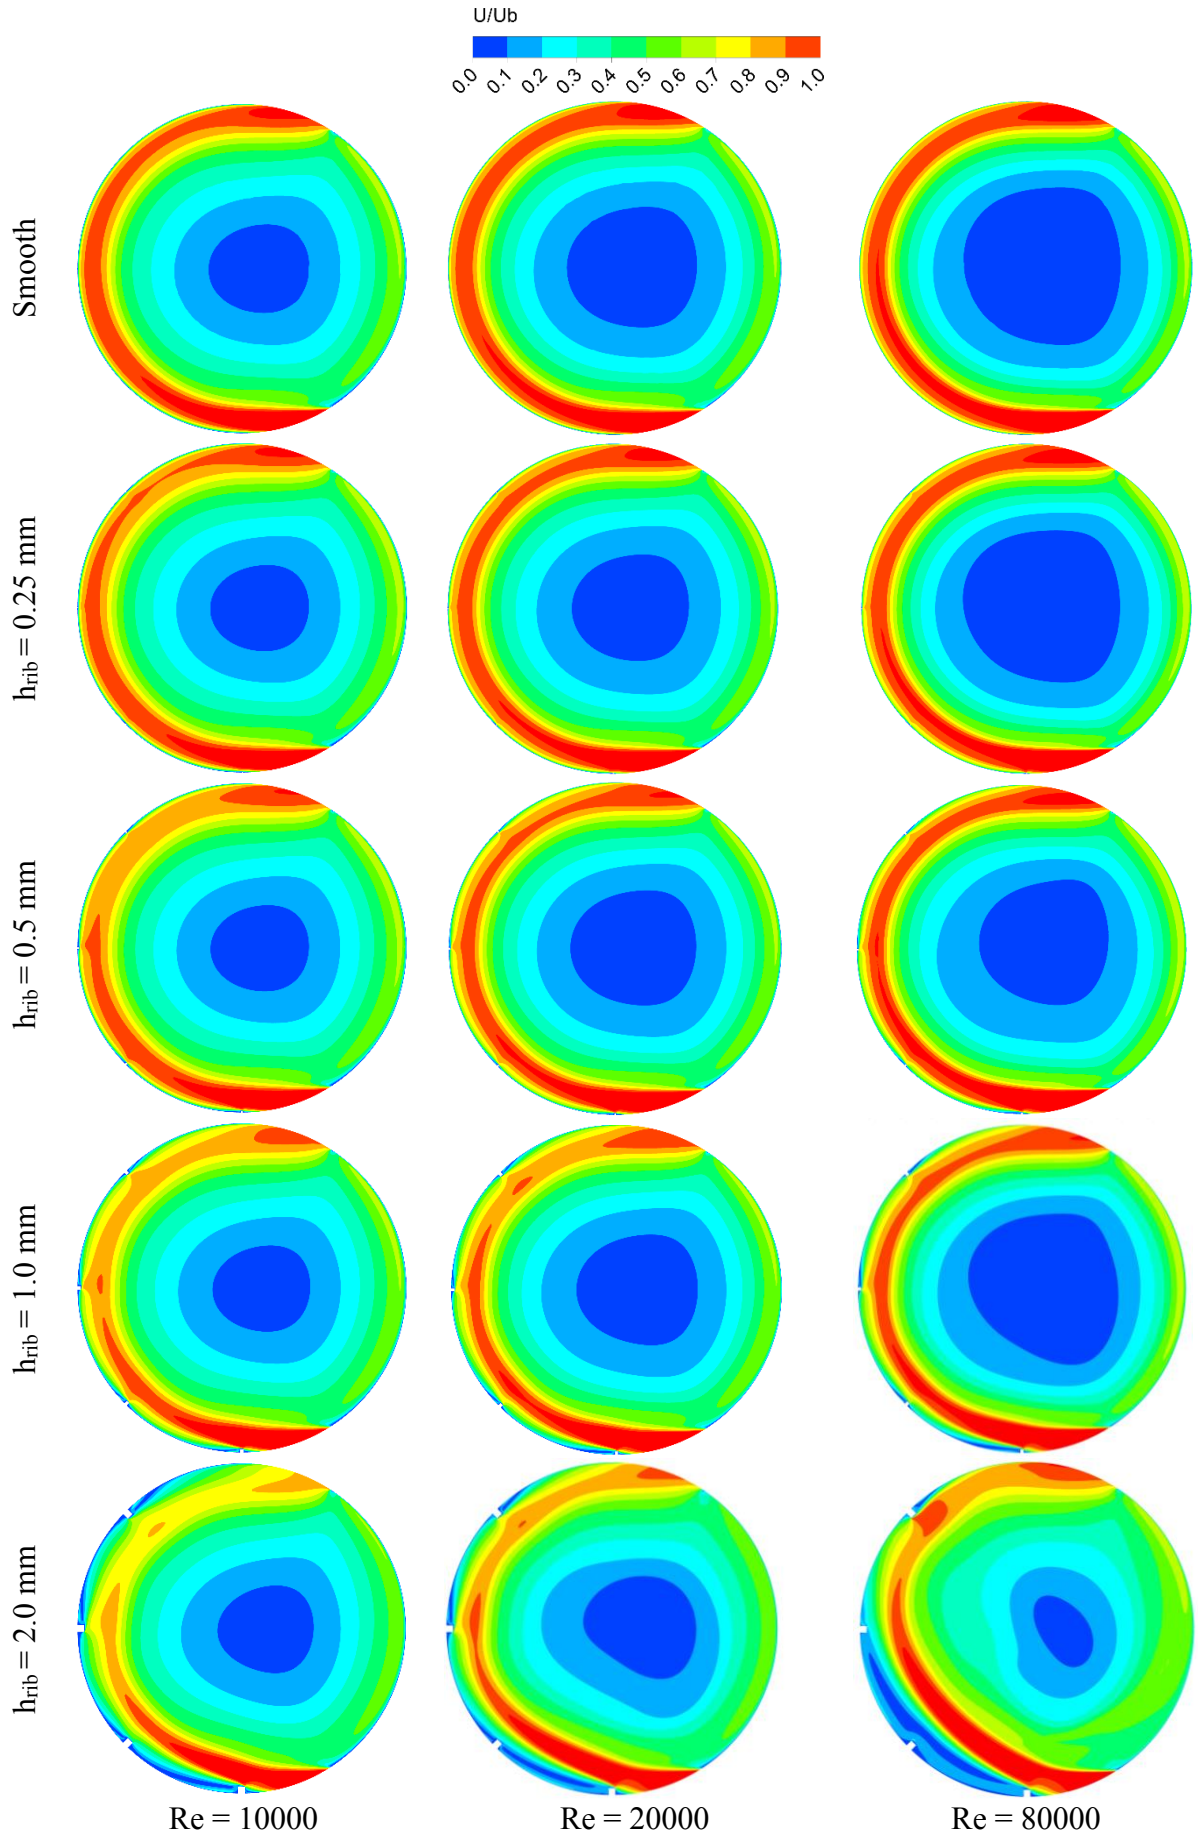 U/Ub
0.0 0.1 0.2 0.3 0.4 0.5 0.6 0.7 0.8 0.9 1.0
Smooth
hrib = 0.25 mm
hrib = 0.5 mm
hrib = 1.0 mm
hrib = 2.0 mm
Re = 10000 Re = 20000 Re = 80000